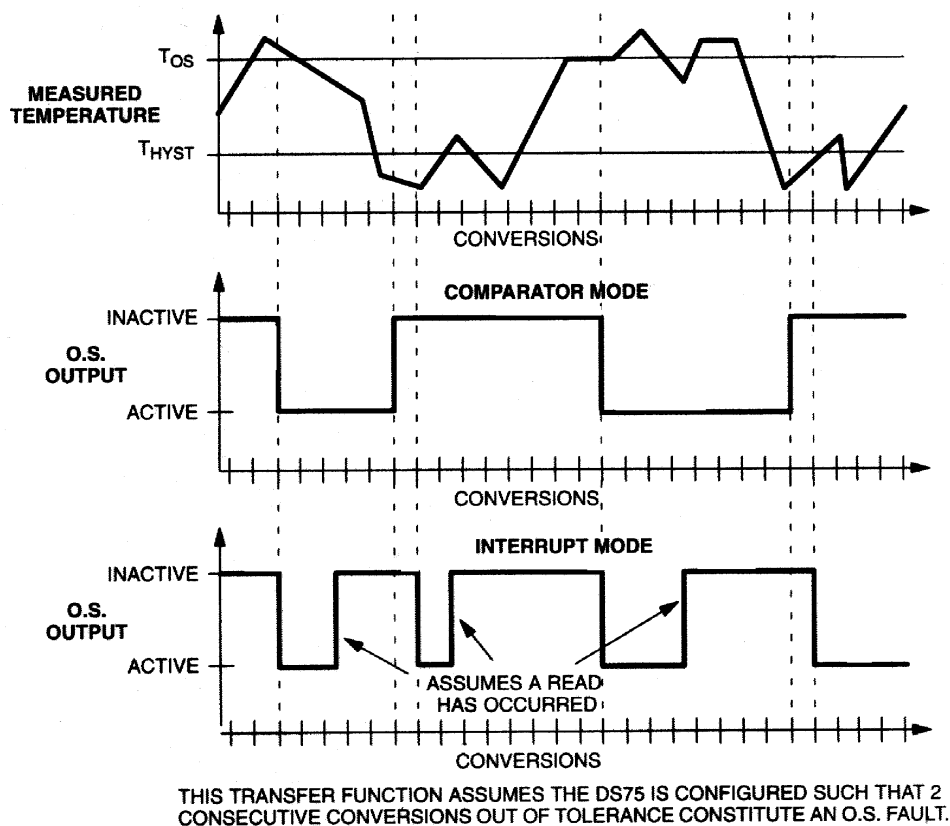 TOS
MEASURED
TEMPERATURE
THYST
CONVERSIONS
COMPARATOR MODE
INACTIVE
O.S.
OUTPUT
ACTIVE
CONVERSIONS
INTERRUPT MODE
INACTIVE
O.S.
OUTPUT
ACTIVE
ASSUMES A READ
HAS OCCURRED
CONVERSIONS
THIS TRANSFER FUNCTION ASSUMES THE DS75 IS CONFIGURED SUCH THAT 2
CONSECUTIVE CONVERSIONS OUT OF TOLERANCE CONSTITUTE AN O.S. FAULT.